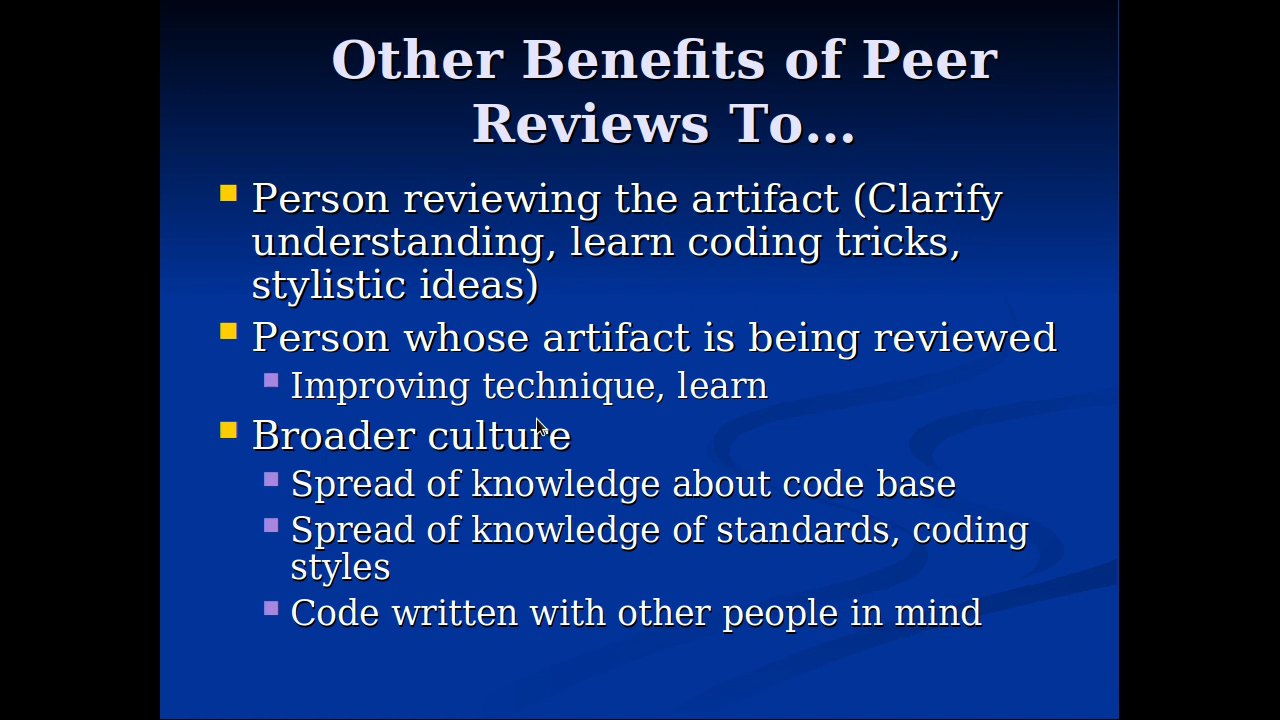 Other Benefits of Peer
Reviews To…
Person reviewing the artifact (Clarify
understanding, learn coding tricks,
stylistic ideas)
Person whose artifact is being reviewed
Improving technique, learn
Broader culture
Spread of knowledge about code base
Spread of knowledge of standards, coding
styles
Code written with other people in mind